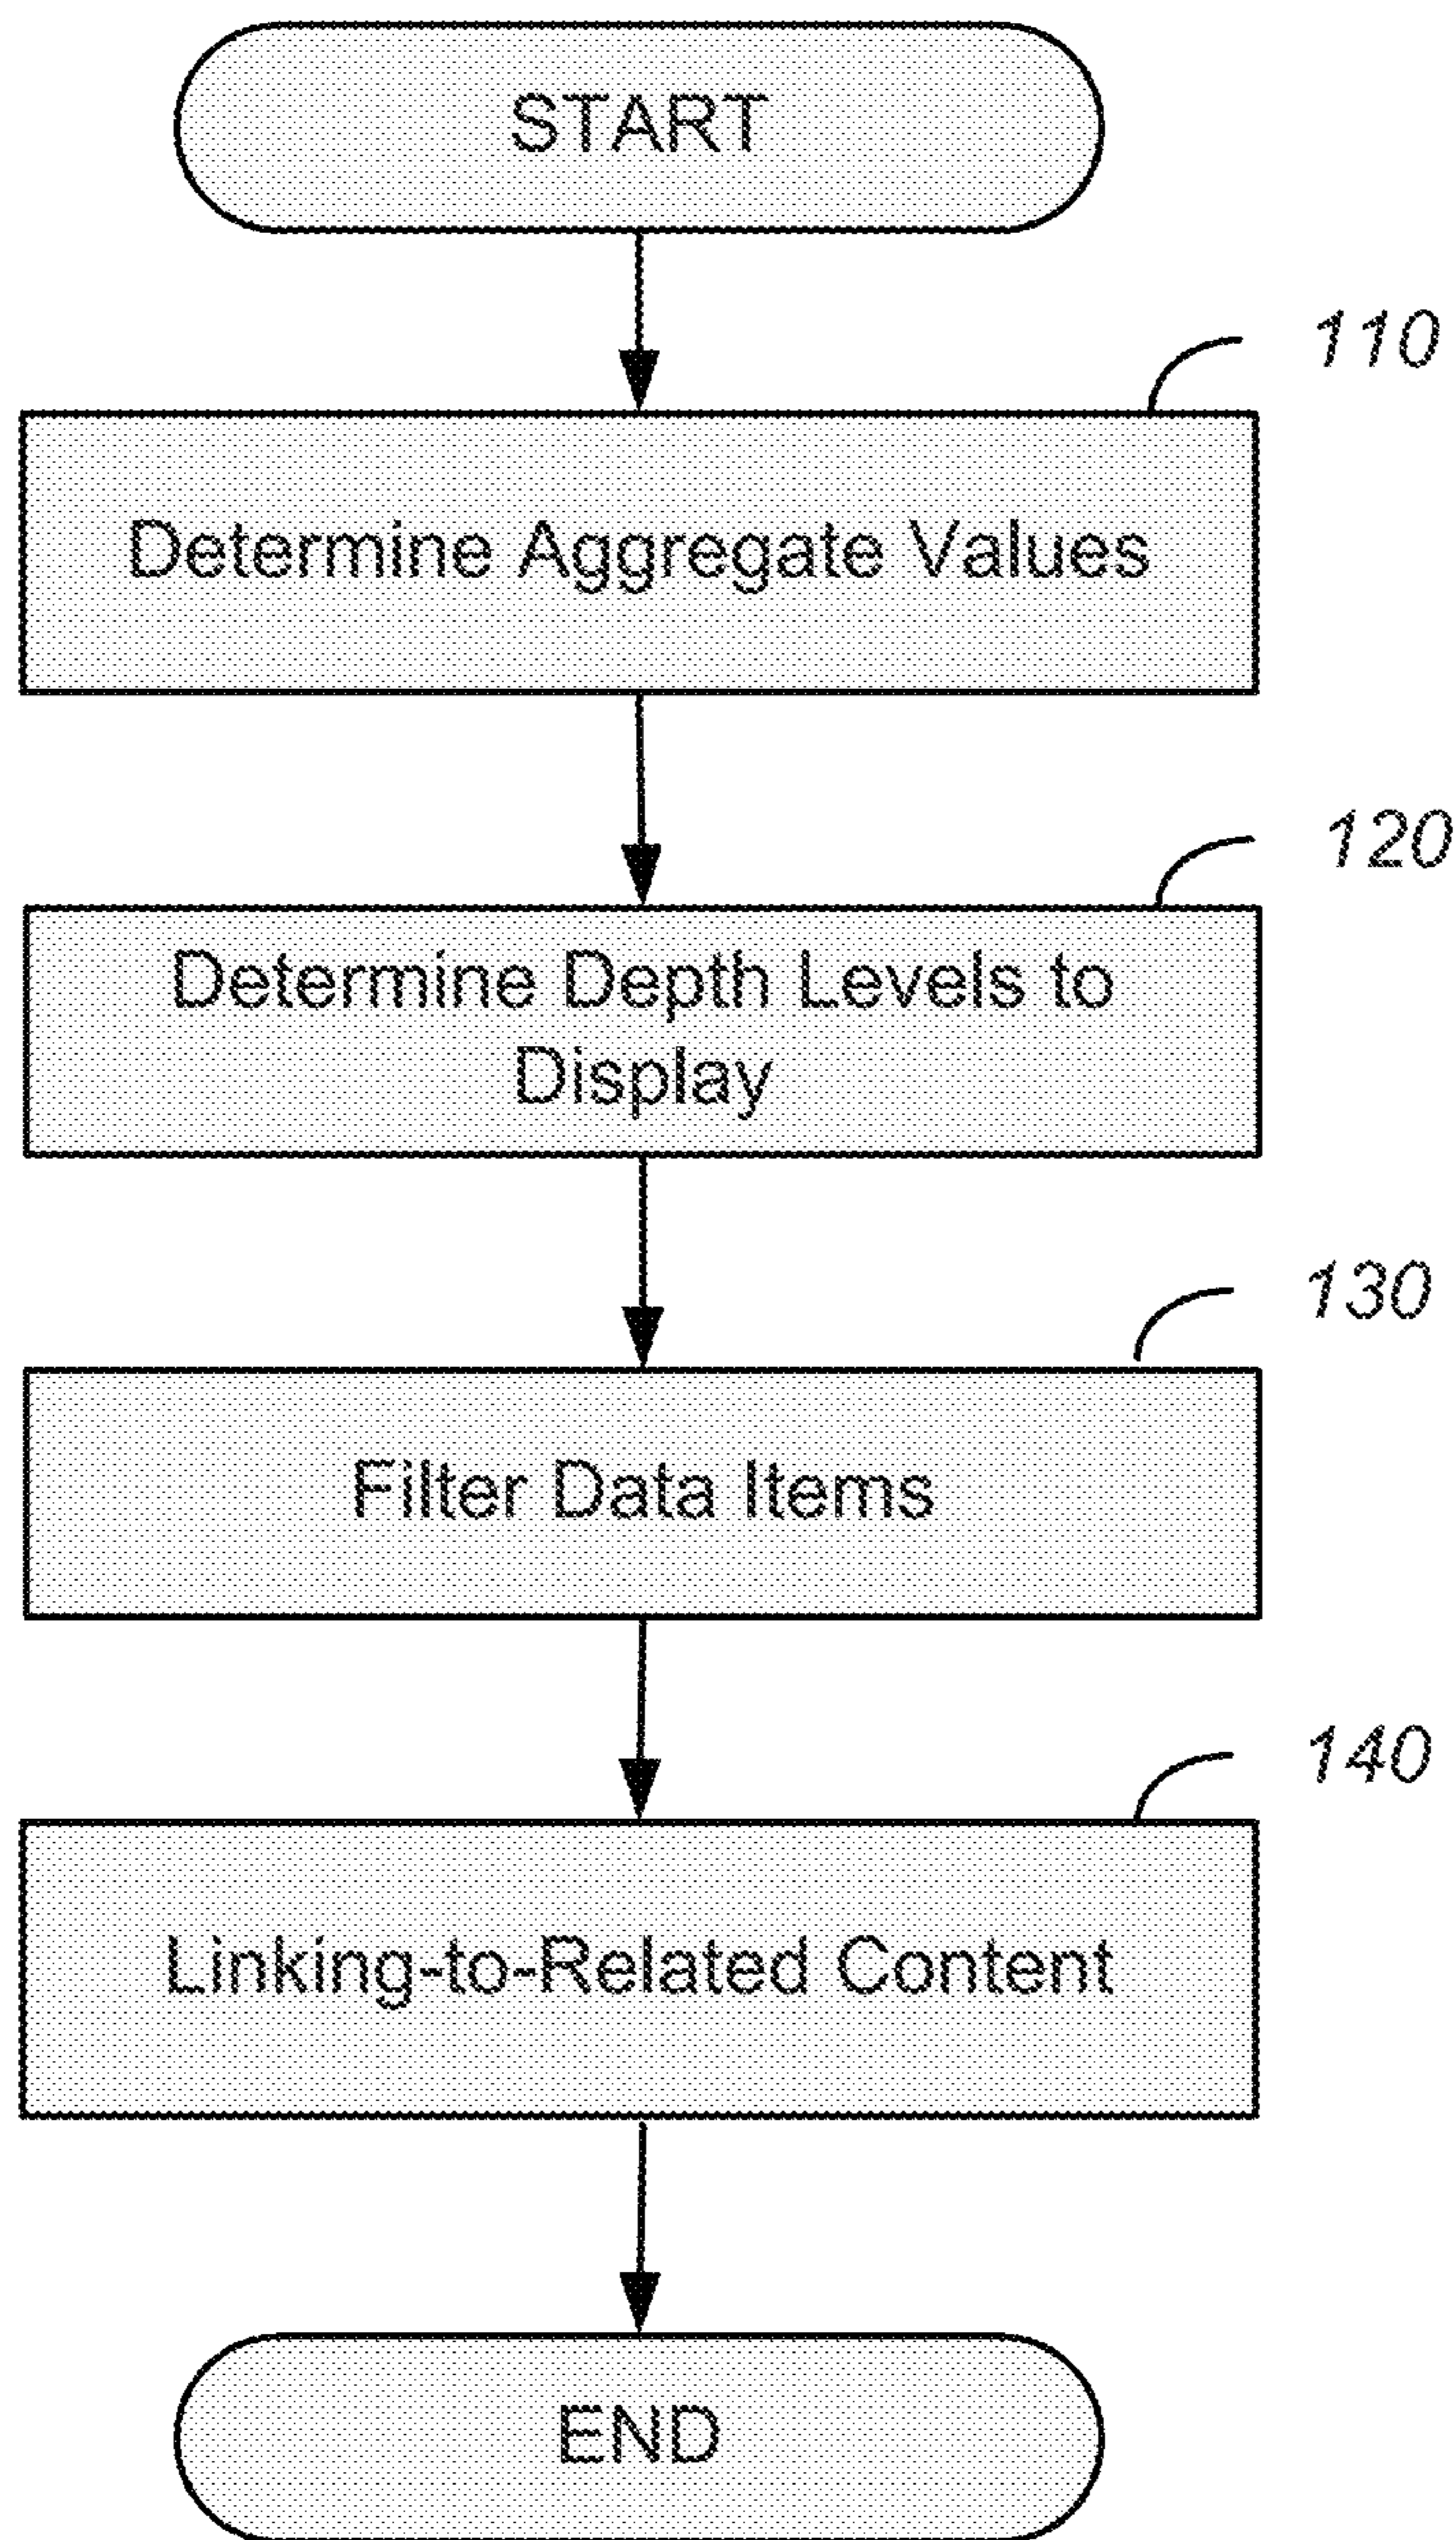 START
110
Determine Aggregate Values
120
Determine Depth Levels to
Display
130
Filter Data Items
140
Linking-to-Related Content
END